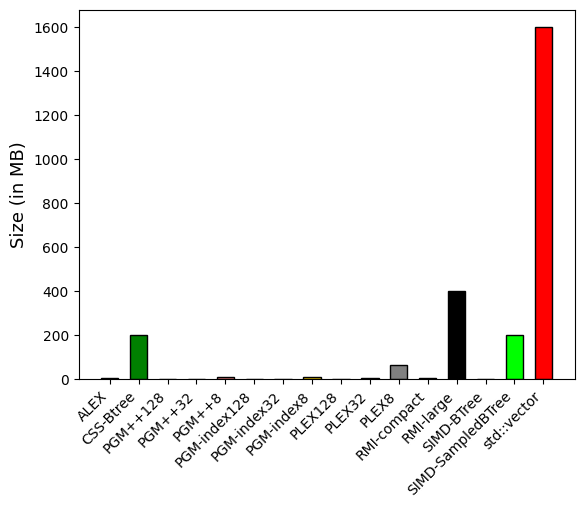 1600
1400
1200
1000
800
600
400
200
0
Size (in MB)
ALEX
CSS-Btree
PGM++128
PGM++32
PGM++8
PGM-index128
PGM-index32
PGM-index8
PLEX128
PLEX32
PLEX8
RMI-compact
RMI-large
SIMD-BTree
SIMD-SampledBTree
std::vector